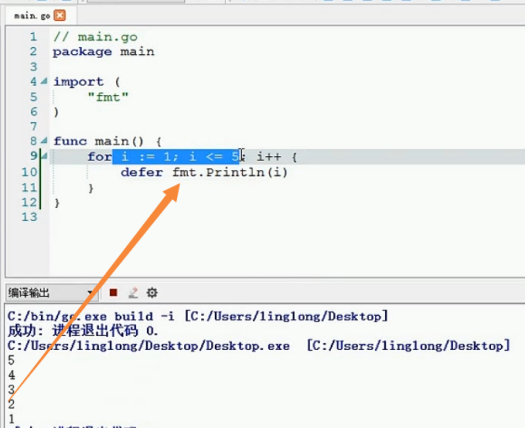 main.go
1 // main.go
2 package main
3
4 import (
5 "fmt"
6 )
7
8 func main() {
9 for i := 1; i <= 5; i++ {
10 defer fmt.Println(i)
11 }
12 }
13
编译输出
C:/bin/go.exe build -i [C:/Users/linglong/Desktop]
成功: 进程退出代码 0.
C:/Users/linglong/Desktop/Desktop.exe [C:/Users/linglong/Desktop]
5
4
3
2
1